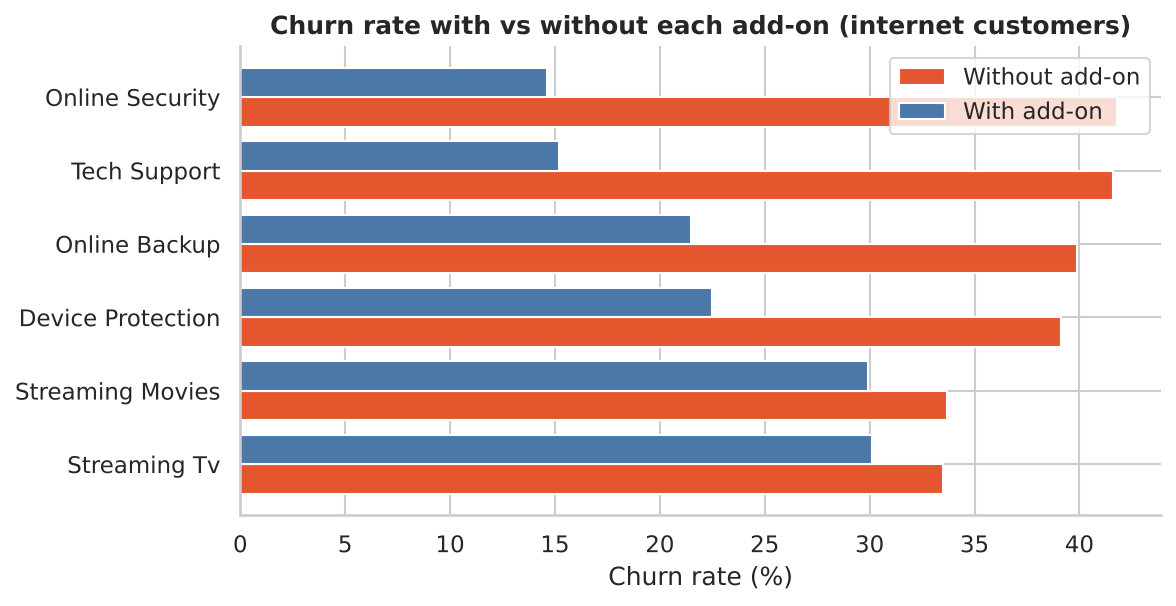 Churn rate with vs without each add-on (internet customers)
Without add-on
With add-on
Online Security
Tech Support
Online Backup
Device Protection
Streaming Movies
Streaming Tv
0 5 10 15 20 25 30 35 40
Churn rate (%)